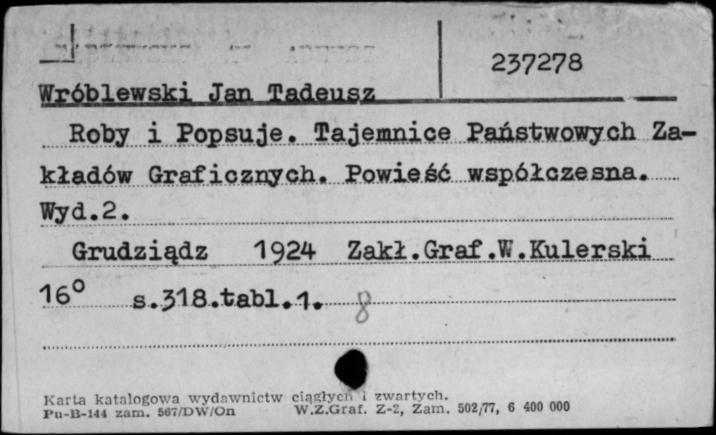 237278
Wróblewski Jan Tadeusz
Roby i Popsuje. Tajemnice Państwowych Za-
kładów Graficznych. Powieść współczesna.
Wyd.2.
Grudziądz 1924 Zakł.Graf.W.Kulerski
16° s.318.tabl.1. 8
Karta katalogowa wydawnictw ciągłych i zwartych.
Pu-B-144 zam. 567/DW/On W.Z.Graf. Z-2, Zam. 502/77, 6 400 000